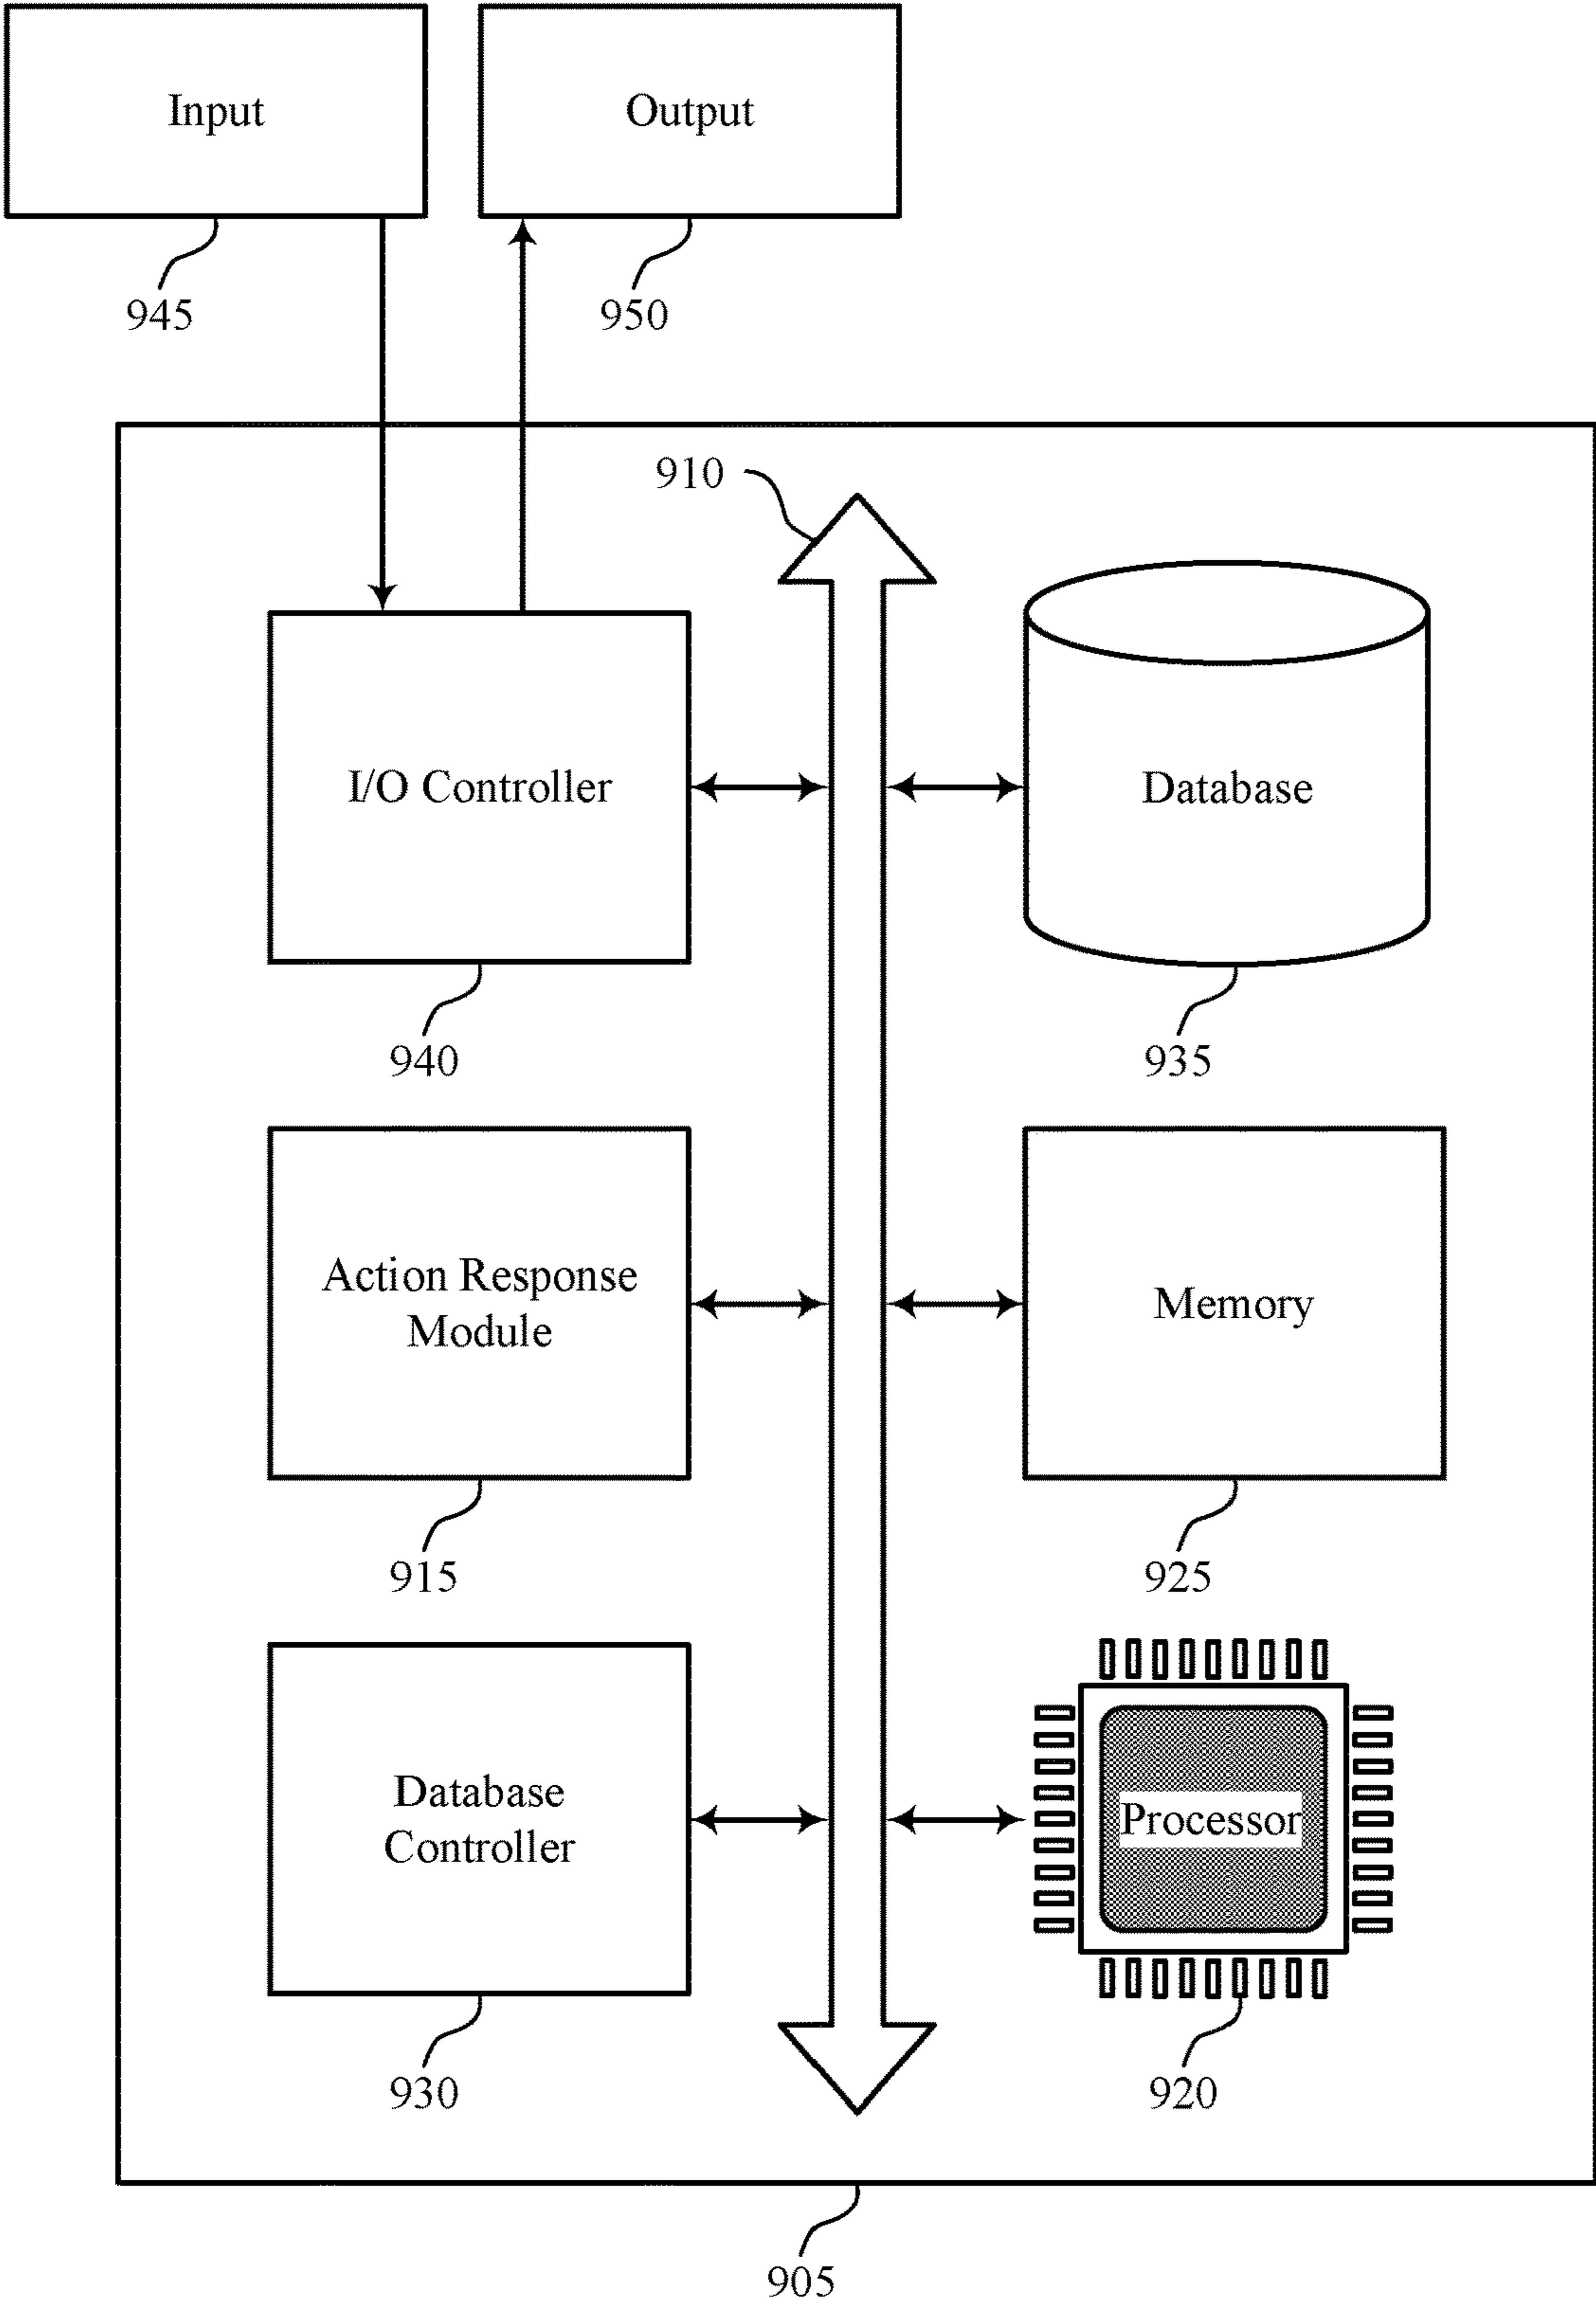 Input
Output
945
950
910
I/O Controller
Database
940
935
Action Response
Module
Memory
915
925
Database
Controller
Processor
930
920
905